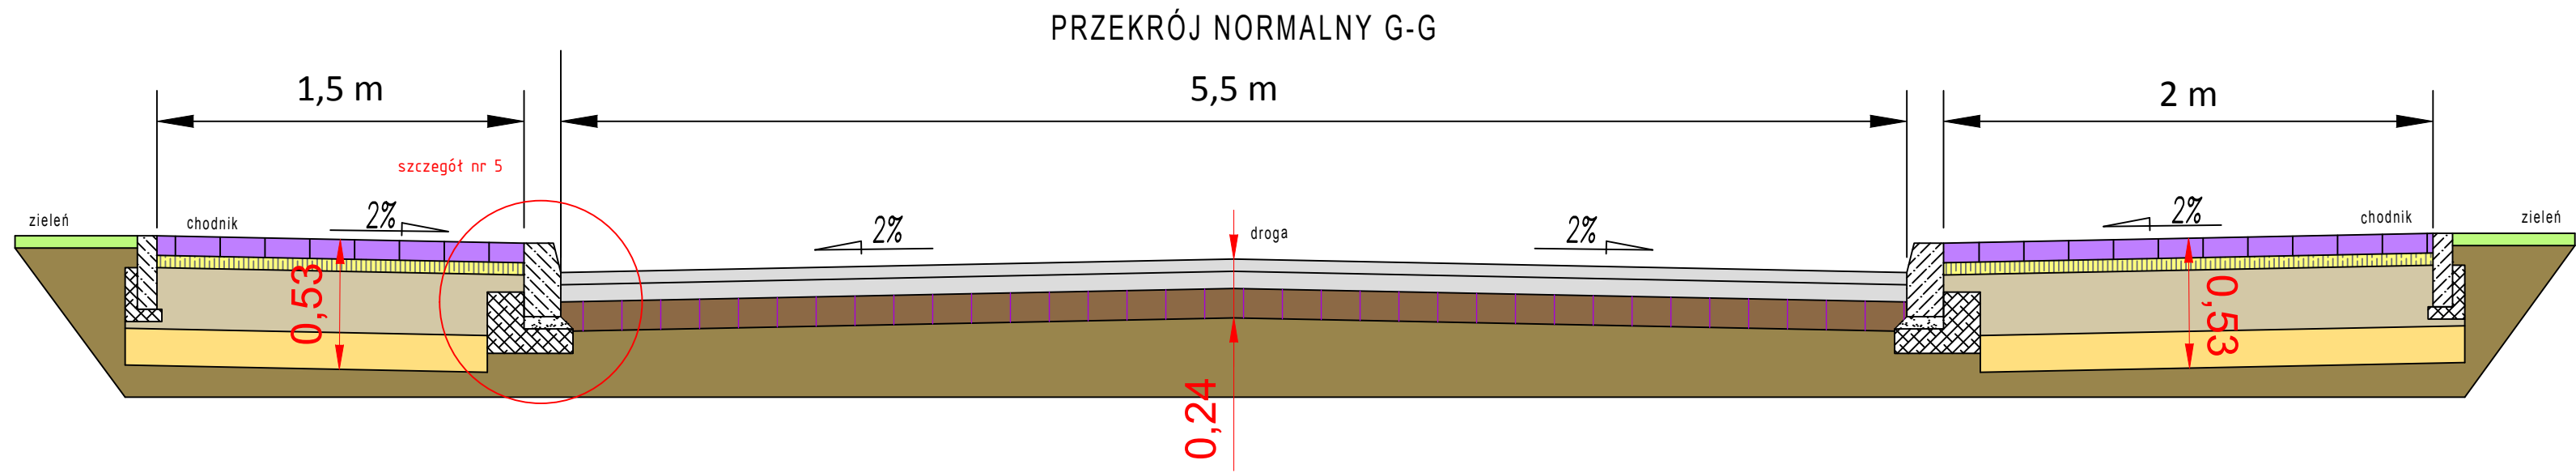 PRZEKRÓJ NORMALNY G-G
1,5 m
5,5 m
2 m
szczegół nr 5
zieleń
chodnik
2%
2%
droga
2%
2%
chodnik
zieleń
0,53
0,24
0,53